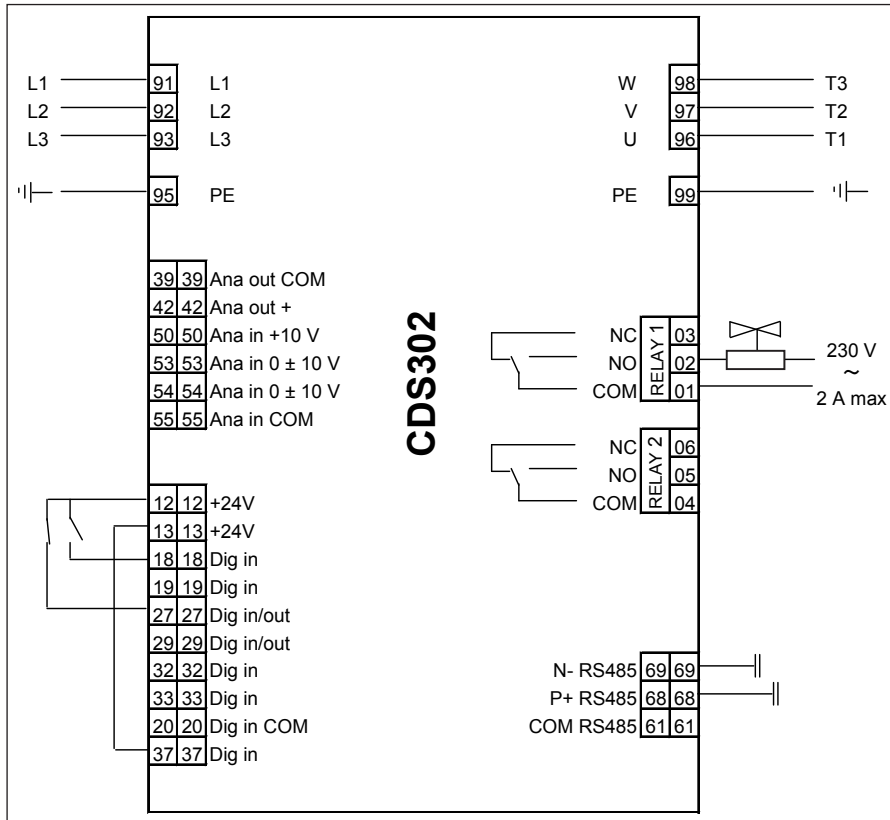 L1 91 L1 W 98 T3
L2 92 L2 V 97 T2
L3 93 L3 U 96 T1
95 PE PE 99
39 39 Ana out COM
42 42 Ana out +
50 50 Ana in +10 V
53 53 Ana in 0 ± 10 V
54 54 Ana in 0 ± 10 V
55 55 Ana in COM
CDS302
NC 03
NO 02
COM 01
RELAY 1
230 V
~
2 A max
NC 06
NO 05
COM 04
RELAY 2
12 12 +24V
13 13 +24V
18 18 Dig in
19 19 Dig in
27 27 Dig in/out
29 29 Dig in/out
32 32 Dig in
33 33 Dig in
20 20 Dig in COM
37 37 Dig in
N- RS485 69 69
P+ RS485 68 68
COM RS485 61 61